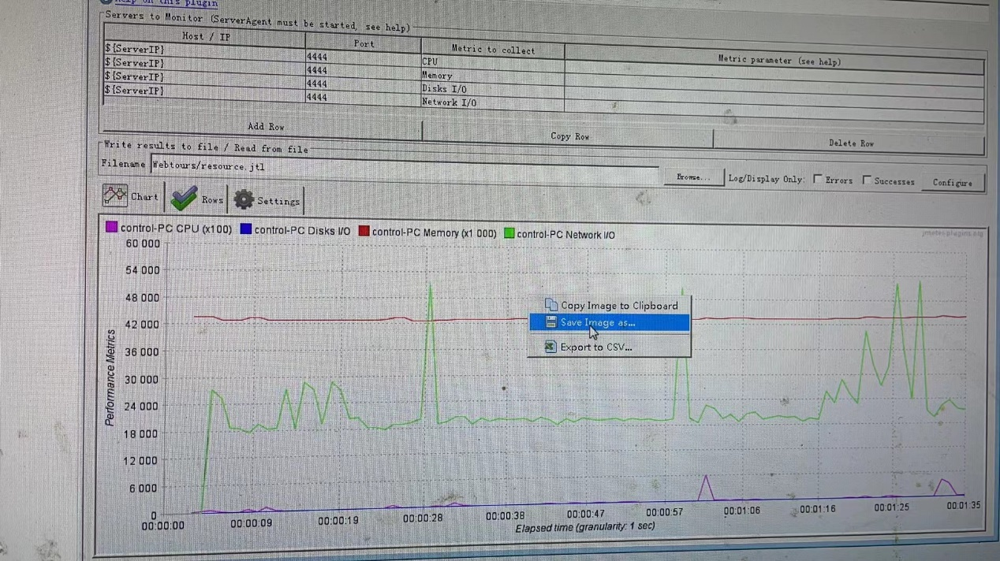 Help on this plugin
Servers to Monitor (ServerAgent must be started, see help)
Host / IP Port Metric to collect Metric parameter (see help)
${ServerIP} 4444 CPU
${ServerIP} 4444 Memory
${ServerIP} 4444 Disks I/O
${ServerIP} 4444 Network I/O
Add Row Copy Row Delete Row
Write results to file / Read from file
Filename Webtours/resource.jtl Browse... Log/Display Only: Errors Successes Configure
Chart Rows Settings
control-PC CPU (x100) control-PC Disks I/O control-PC Memory (x1 000) control-PC Network I/O
jmeter-plugins.org
60 000
54 000
48 000
42 000
36 000
30 000
24 000
18 000
12 000
6 000
0
Performance Metrics
Copy Image to Clipboard
Save Image as...
Export to CSV...
00:00:00 00:00:09 00:00:19 00:00:28 00:00:38 00:00:47 00:00:57 00:01:06 00:01:16 00:01:25 00:01:35
Elapsed time (granularity: 1 sec)